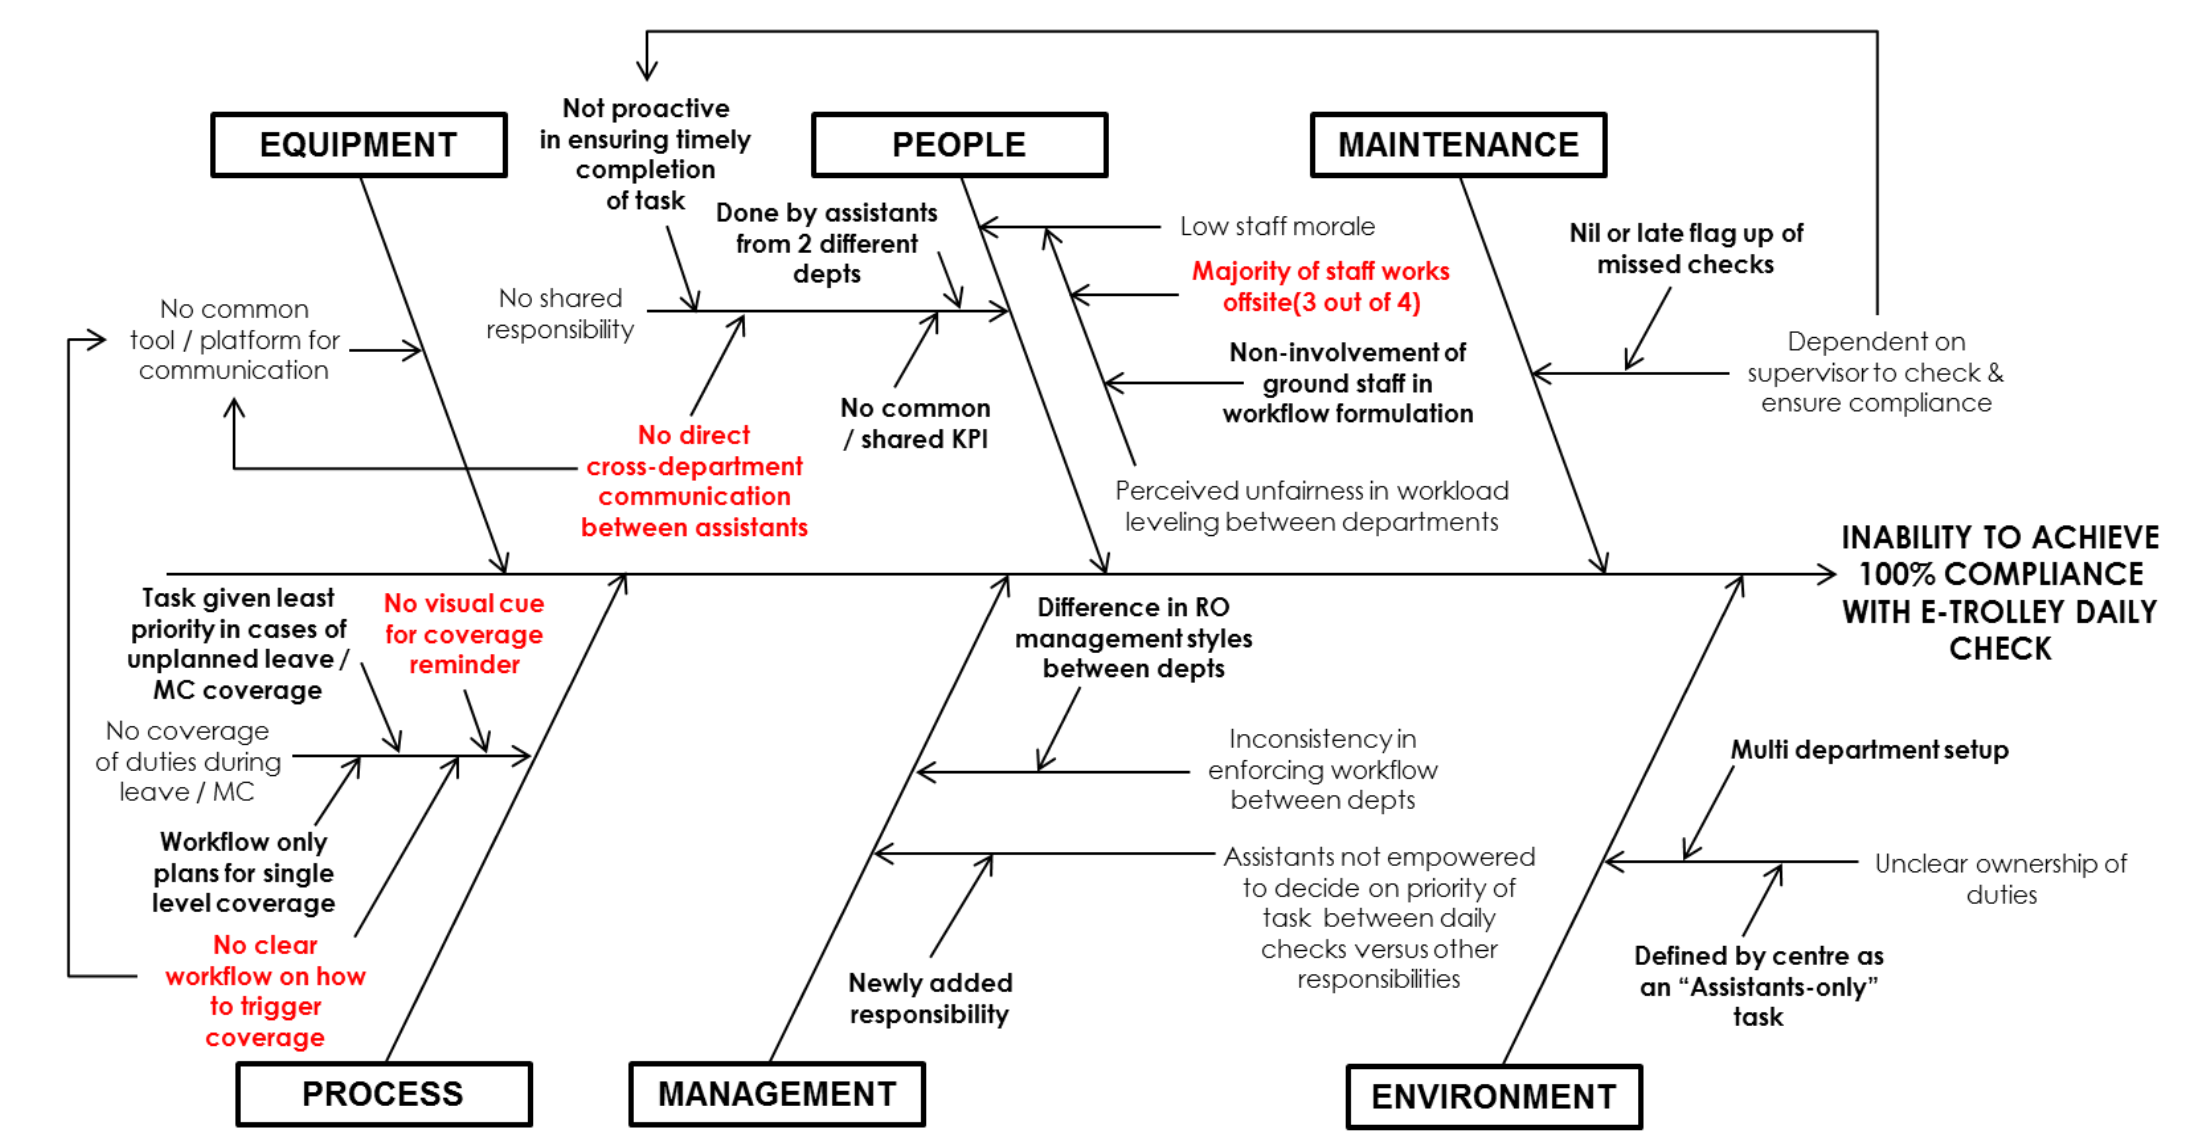 EQUIPMENT
PEOPLE
MAINTENANCE
Not proactive
in ensuring timely
completion
of task
Done by assistants
from 2 different
depts
Low staff morale
Majority of staff works
offsite(3 out of 4)
Nil or late flag up of
missed checks
No common
tool / platform for
communication
No shared
responsibility
Non-involvement of
ground staff in
workflow formulation
Dependent on
supervisor to check &
ensure compliance
No common
/ shared KPI
No direct
cross-department
communication
between assistants
Perceived unfairness in workload
leveling between departments
INABILITY TO ACHIEVE
100% COMPLIANCE
WITH E-TROLLEY DAILY
CHECK
Task given least
priority in cases of
unplanned leave /
MC coverage
No visual cue
for coverage
reminder
Difference in RO
management styles
between depts
No coverage
of duties during
leave / MC
Inconsistency in
enforcing workflow
between depts
Multi department setup
Workflow only
plans for single
level coverage
Assistants not empowered
to decide on priority of
task between daily
checks versus other
responsibilities
Unclear ownership of
duties
No clear
workflow on how
to trigger
coverage
Newly added
responsibility
Defined by centre as
an “Assistants-only”
task
PROCESS
MANAGEMENT
ENVIRONMENT